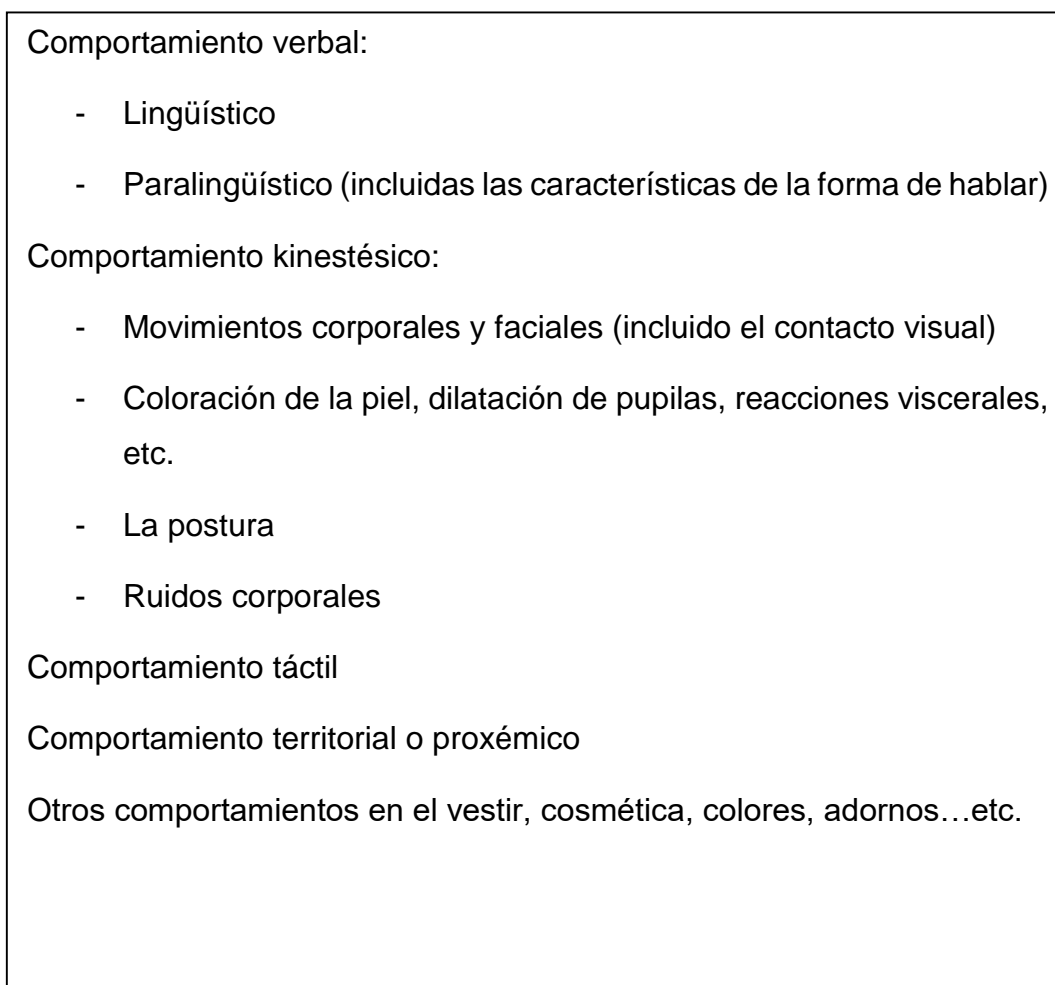 Comportamiento verbal:
- Lingüístico
- Paralingüístico (incluidas las características de la forma de hablar)
Comportamiento kinestésico:
- Movimientos corporales y faciales (incluido el contacto visual)
- Coloración de la piel, dilatación de pupilas, reacciones viscerales,
etc.
- La postura
- Ruidos corporales
Comportamiento táctil
Comportamiento territorial o proxémico
Otros comportamientos en el vestir, cosmética, colores, adornos…etc.